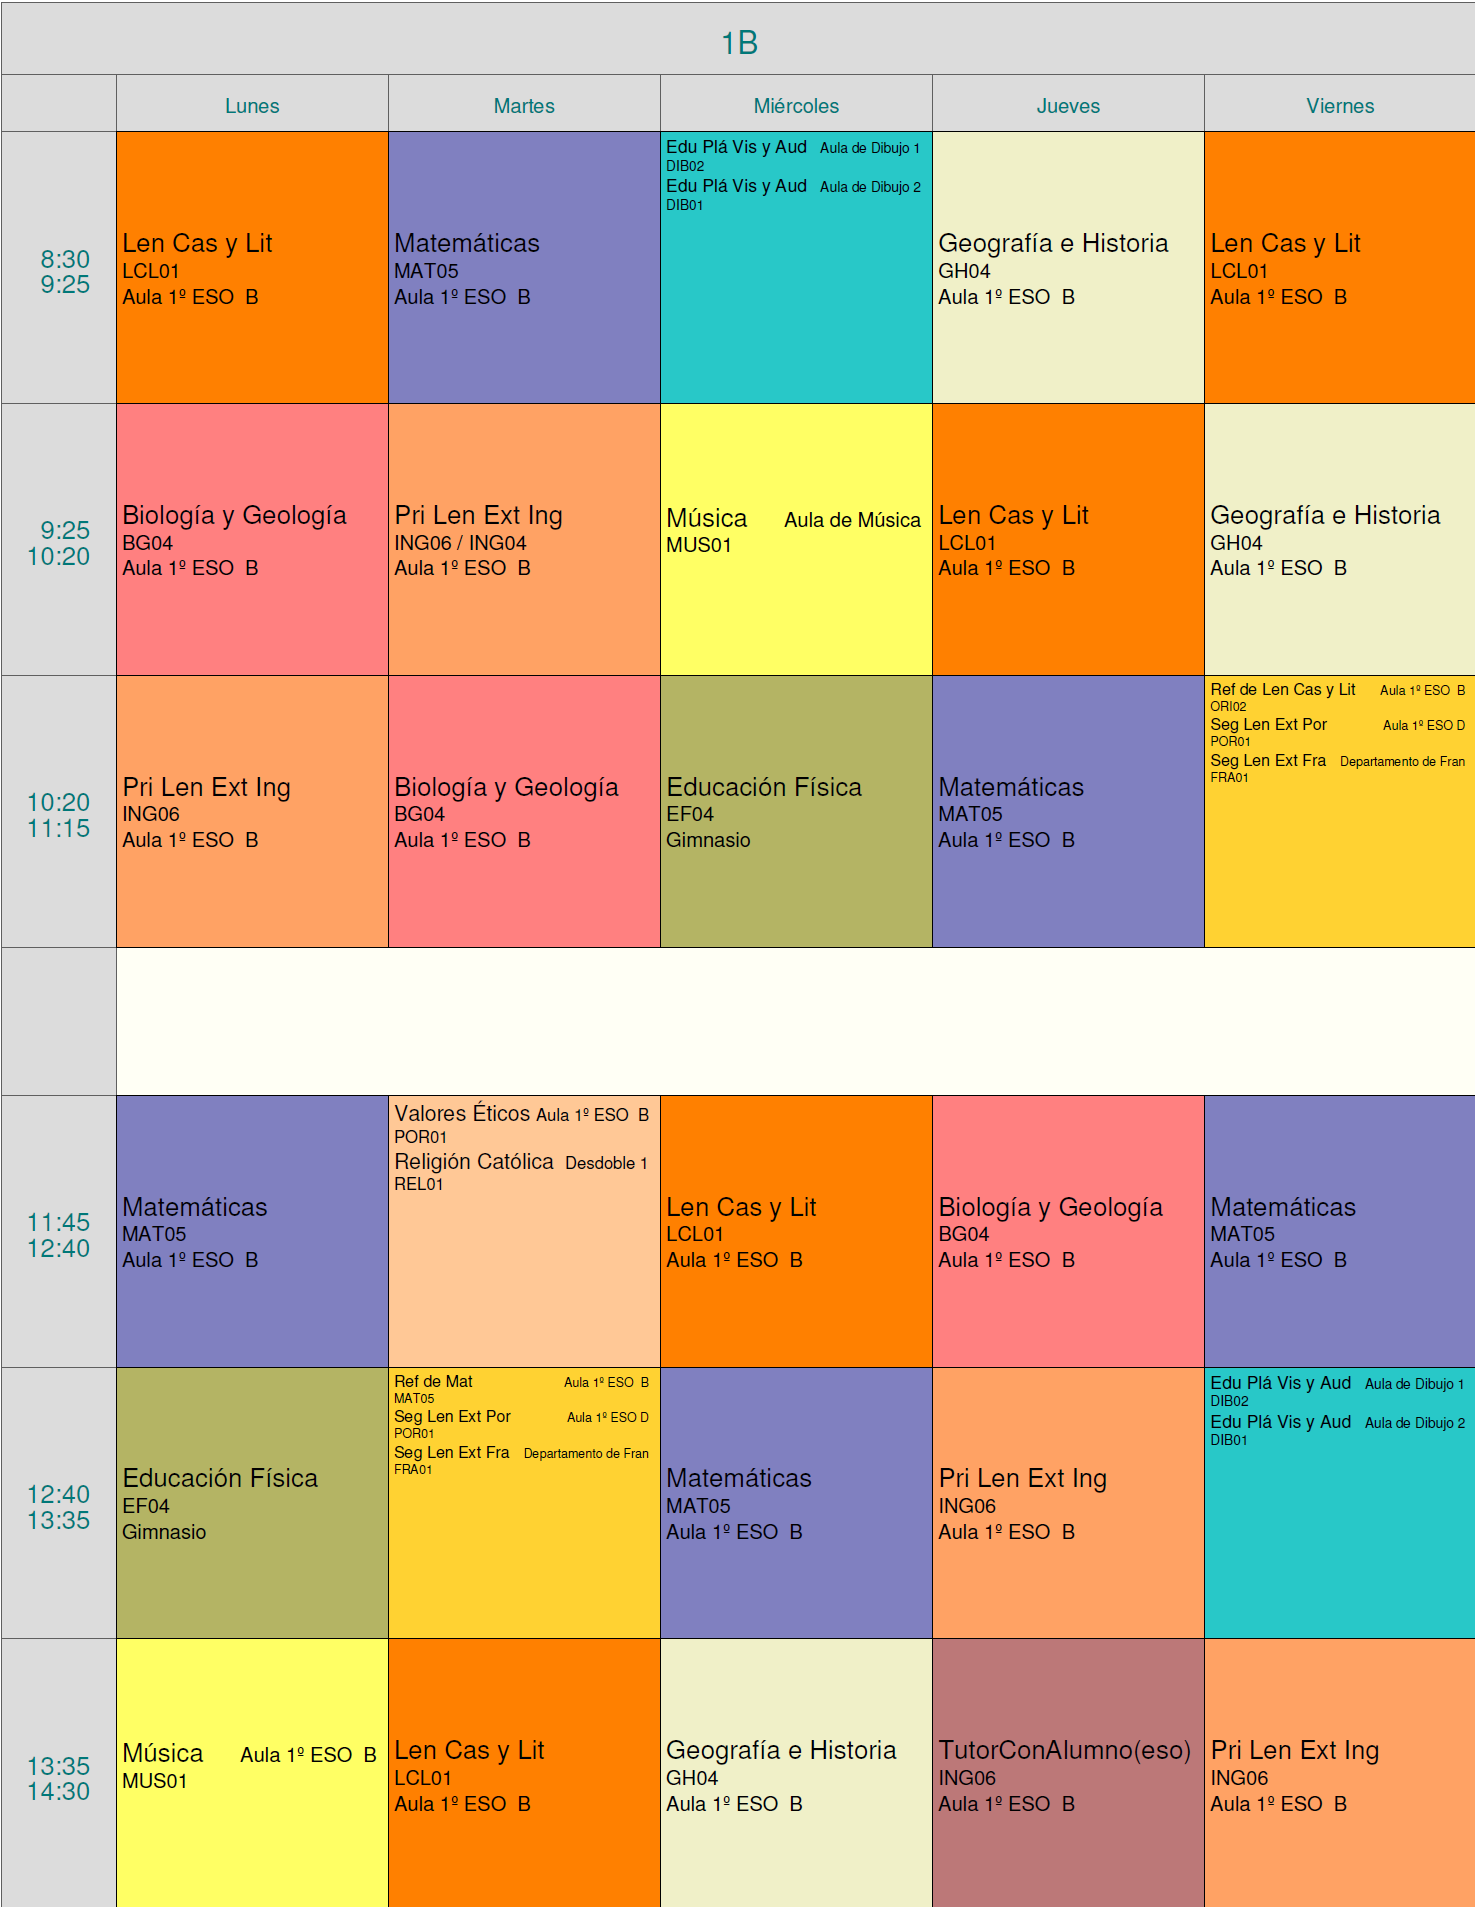 1B
Lunes Martes Miércoles Jueves Viernes
8:30
9:25
Len Cas y Lit
LCL01
Aula 1º ESO B
Matemáticas
MAT05
Aula 1º ESO B
Edu Plá Vis y Aud Aula de Dibujo 1
DIB02
Edu Plá Vis y Aud Aula de Dibujo 2
DIB01
Geografía e Historia
GH04
Aula 1º ESO B
Len Cas y Lit
LCL01
Aula 1º ESO B
9:25
10:20
Biología y Geología
BG04
Aula 1º ESO B
Pri Len Ext Ing
ING06 / ING04
Aula 1º ESO B
Música Aula de Música
MUS01
Len Cas y Lit
LCL01
Aula 1º ESO B
Geografía e Historia
GH04
Aula 1º ESO B
10:20
11:15
Pri Len Ext Ing
ING06
Aula 1º ESO B
Biología y Geología
BG04
Aula 1º ESO B
Educación Física
EF04
Gimnasio
Matemáticas
MAT05
Aula 1º ESO B
Ref de Len Cas y Lit Aula 1º ESO B
ORI02
Seg Len Ext Por Aula 1º ESO D
POR01
Seg Len Ext Fra Departamento de Fran
FRA01
11:45
12:40
Matemáticas
MAT05
Aula 1º ESO B
Valores Éticos Aula 1º ESO B
POR01
Religión Católica Desdoble 1
REL01
Len Cas y Lit
LCL01
Aula 1º ESO B
Biología y Geología
BG04
Aula 1º ESO B
Matemáticas
MAT05
Aula 1º ESO B
12:40
13:35
Educación Física
EF04
Gimnasio
Ref de Mat Aula 1º ESO B
MAT05
Seg Len Ext Por Aula 1º ESO D
POR01
Seg Len Ext Fra Departamento de Fran
FRA01
Matemáticas
MAT05
Aula 1º ESO B
Pri Len Ext Ing
ING06
Aula 1º ESO B
Edu Plá Vis y Aud Aula de Dibujo 1
DIB02
Edu Plá Vis y Aud Aula de Dibujo 2
DIB01
13:35
14:30
Música Aula 1º ESO B
MUS01
Len Cas y Lit
LCL01
Aula 1º ESO B
Geografía e Historia
GH04
Aula 1º ESO B
TutorConAlumno(eso)
ING06
Aula 1º ESO B
Pri Len Ext Ing
ING06
Aula 1º ESO B